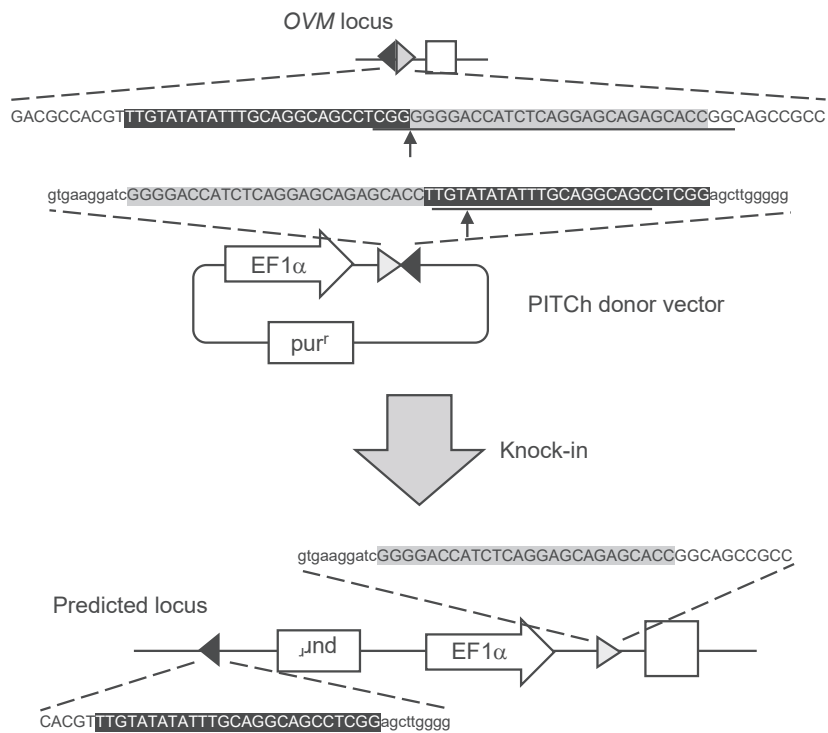 OVM locus
GACGCCACGTTTGTATATATTTGCAGGCAGCCTCGGGGGGACCATCTCAGGAGCAGAGCACCGGCAGCCGCC
gtgaaggatcGGGGACCATCTCAGGAGCAGAGCACCTTGTATATATTTGCAGGCAGCCTCGGagcttggggg
EF1α
PITCh donor vector
purʳ
Knock-in
gtgaaggatcGGGGACCATCTCAGGAGCAGAGCACCGGCAGCCGCC
Predicted locus
purʳ
EF1α
CACGTTTGTATATATTTGCAGGCAGCCTCGGagcttgggg